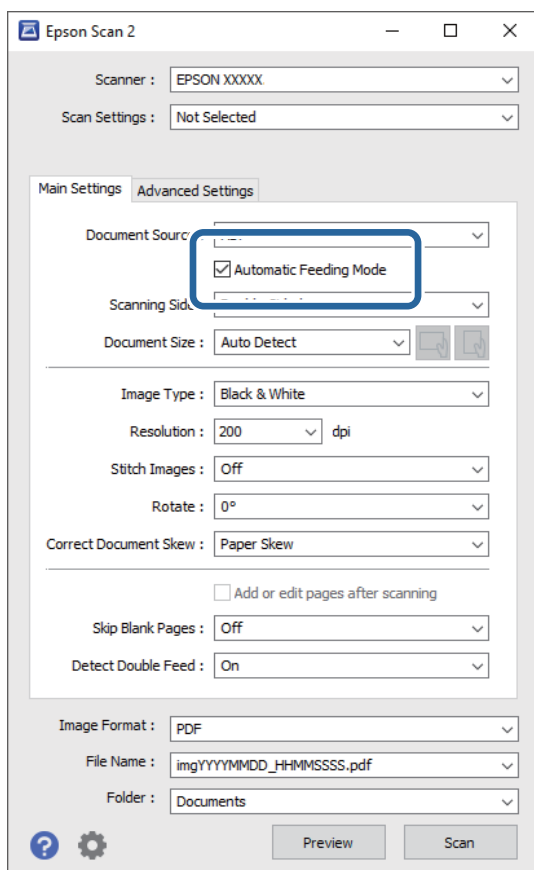 Epson Scan 2
Scanner : EPSON XXXXX
Scan Settings : Not Selected
Main Settings Advanced Settings
Document
Automatic Feeding Mode
Scanning
Document Size : Auto Detect
Image Type : Black & White
Resolution : 200 dpi
Stitch Images : Off
Rotate : 0°
Correct Document Skew : Paper Skew
Add or edit pages after scanning
Skip Blank Pages : Off
Detect Double Feed : On
Image Format : PDF
File Name : imgYYYYMMDD_HHMMSSSS.pdf
Folder : Documents
? Preview Scan